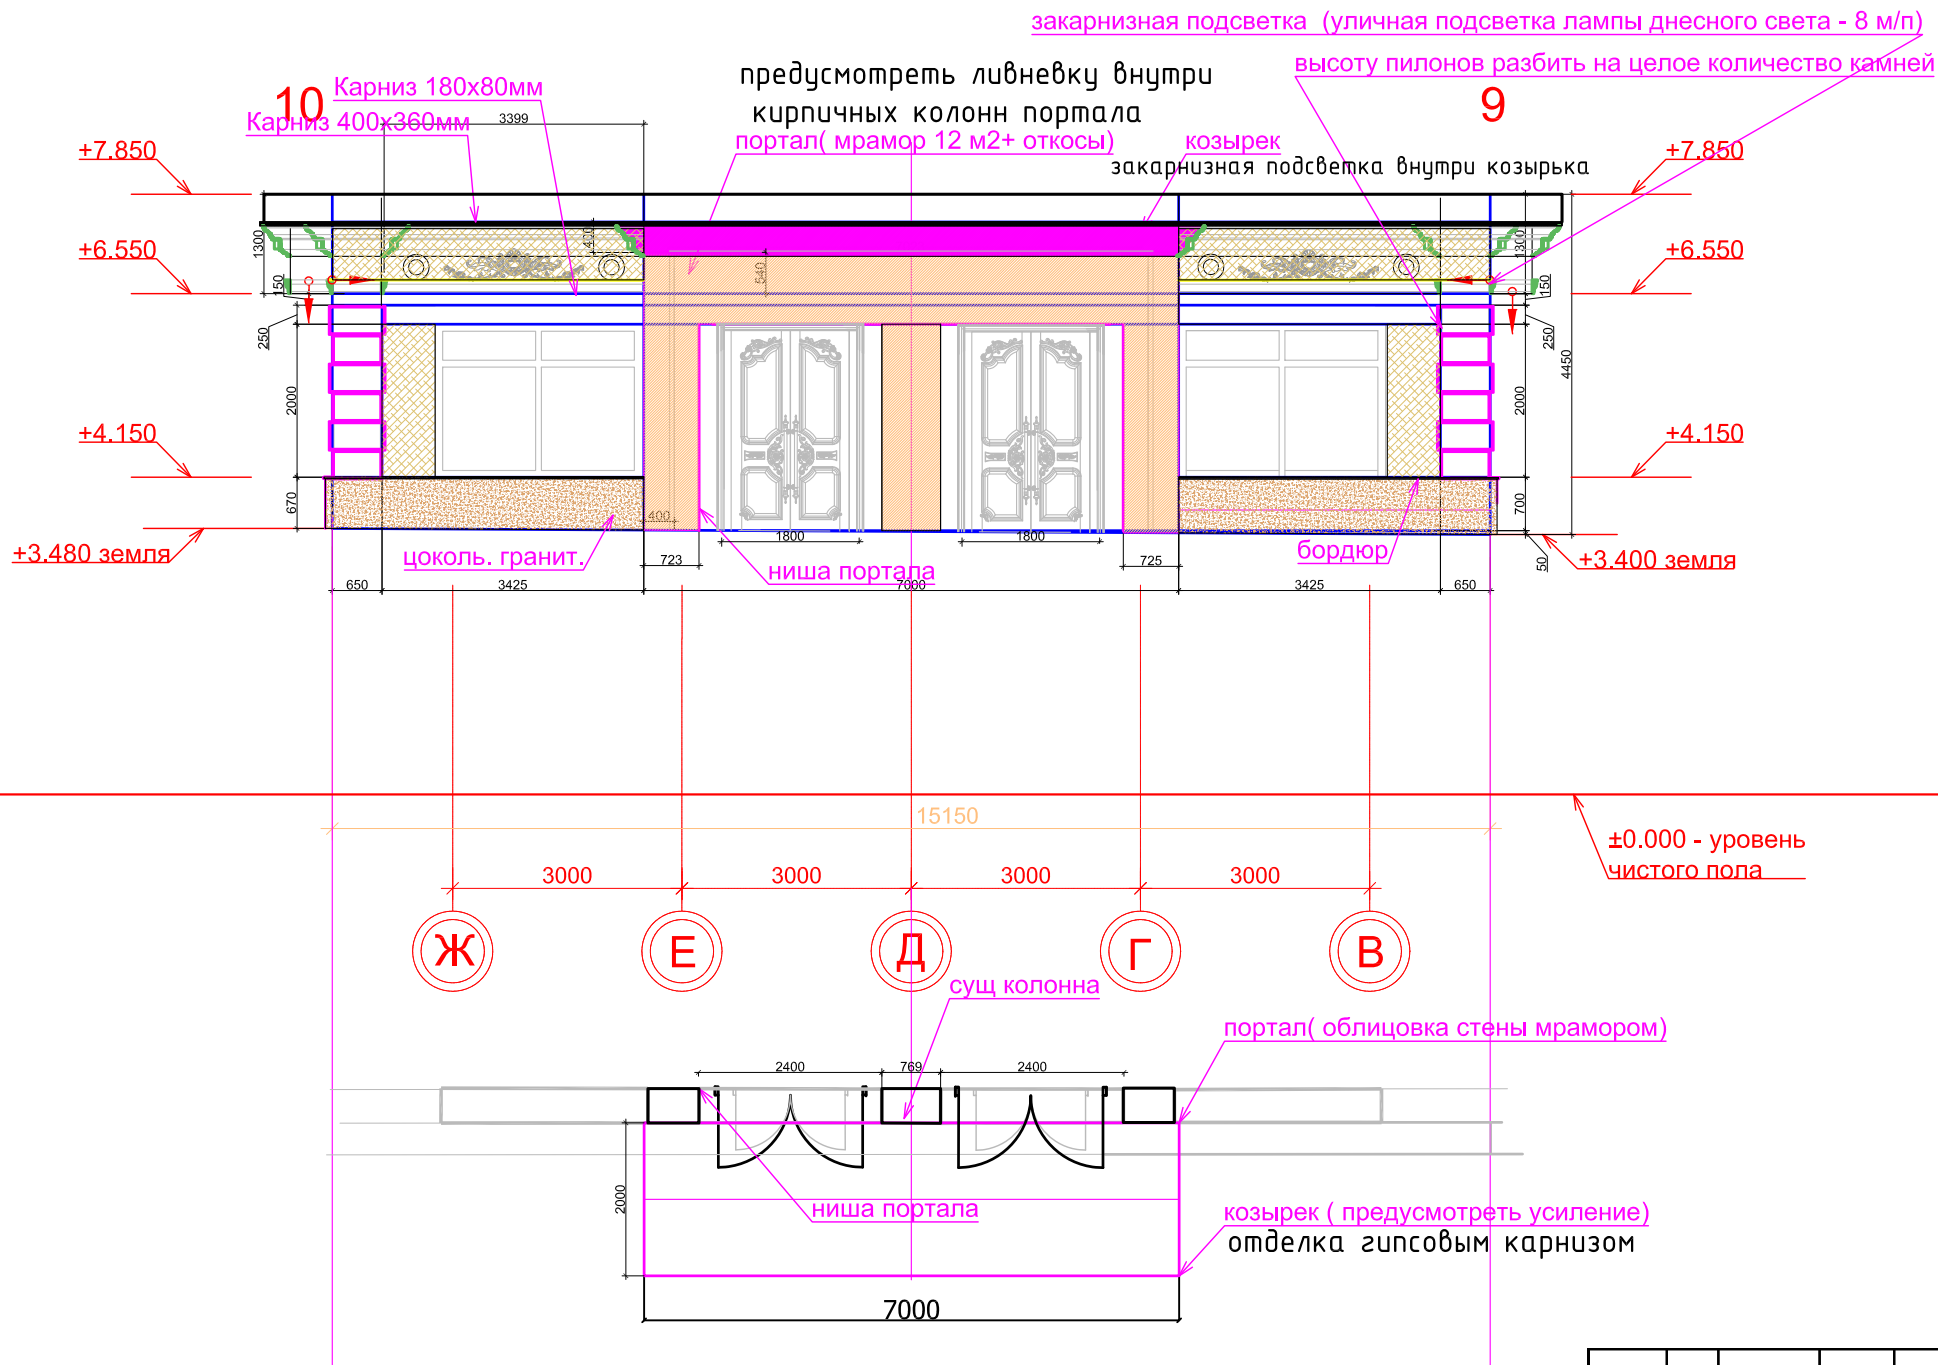 закарнизная подсветка (уличная подсветка лампы днесного света - 8 м/п)
высоту пилонов разбить на целое количество камней
предусмотреть ливневку внутри
кирпичных колонн портала
10
Карниз 180х80мм
9
Карниз 400х360мм
3399
портал( мрамор 12 м2+ откосы)
козырек
закарнизная подсветка внутри козырька
+7.850
+7.850
+6.550
+6.550
1300
400
540
1300
150
150
250
250
4450
2000
2000
+4.150
+4.150
670
700
400
1800
1800
50
+3.480 земля
+3.400 земля
цоколь. гранит.
723
ниша портала
725
бордюр
650
3425
7000
3425
650
15150
±0.000 - уровень
чистого пола
3000
3000
3000
3000
Ж
Е
Д
Г
В
сущ колонна
портал( облицовка стены мрамором)
2400
769
2400
2000
ниша портала
козырек ( предусмотреть усиление)
отделка гипсовым карнизом
7000